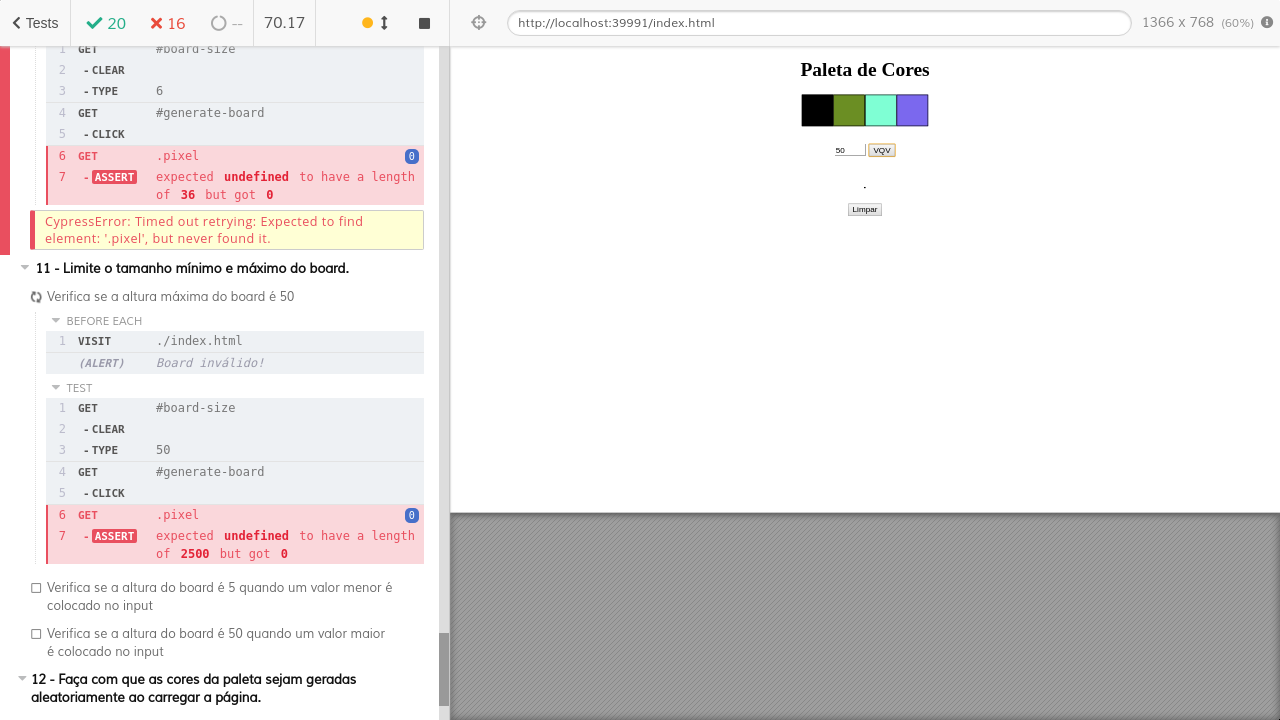 Tests 20 16 -- 70.17
1 GET #board-size
2 -CLEAR
3 -TYPE 6
4 GET #generate-board
5 -CLICK
6 GET .pixel 0
7 -ASSERT expected undefined to have a length
of 36 but got 0
CypressError: Timed out retrying: Expected to find
element: '.pixel', but never found it.
11 - Limite o tamanho mínimo e máximo do board.
Verifica se a altura máxima do board é 50
BEFORE EACH
1 VISIT ./index.html
(ALERT) Board inválido!
TEST
1 GET #board-size
2 -CLEAR
3 -TYPE 50
4 GET #generate-board
5 -CLICK
6 GET .pixel 0
7 -ASSERT expected undefined to have a length
of 2500 but got 0
Verifica se a altura do board é 5 quando um valor menor é
colocado no input
Verifica se a altura do board é 50 quando um valor maior
é colocado no input
12 - Faça com que as cores da paleta sejam geradas
aleatoriamente ao carregar a página.
http://localhost:39991/index.html 1366 x 768 (60%)
Paleta de Cores
50 VQV
Limpar